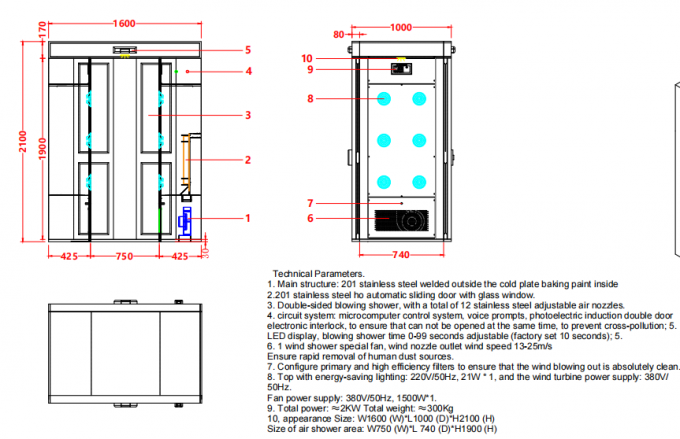 1600
1000
80
170
2100
1900
5
4
3
2
1
10
9
8
7
6
425
750
425
30
740
Technical Parameters.
1. Main structure: 201 stainless steel welded outside the cold plate baking paint inside
2.201 stainless steel ho automatic sliding door with glass window.
3. Double-sided blowing shower, with a total of 12 stainless steel adjustable air nozzles.
4. circuit system: microcomputer control system, voice prompts, photoelectric induction double door
electronic interlock, to ensure that can not be opened at the same time, to prevent cross-pollution; 5.
LED display, blowing shower time 0-99 seconds adjustable (factory set 10 seconds); 5.
6. 1 wind shower special fan, wind nozzle outlet wind speed 13-25m/s
Ensure rapid removal of human dust sources.
7. Configure primary and high efficiency filters to ensure that the wind blowing out is absolutely clean.
8. Top with energy-saving lighting: 220V/50Hz, 21W * 1, and the wind turbine power supply: 380V/
50Hz.
Fan power supply: 380V/50Hz, 1500W*1.
9. Total power: ≈2KW Total weight: ≈300Kg
10, appearance Size: W1600 (W)*L1000 (D)*H2100 (H)
Size of air shower area: W750 (W)*L 740 (D)*H1900 (H)